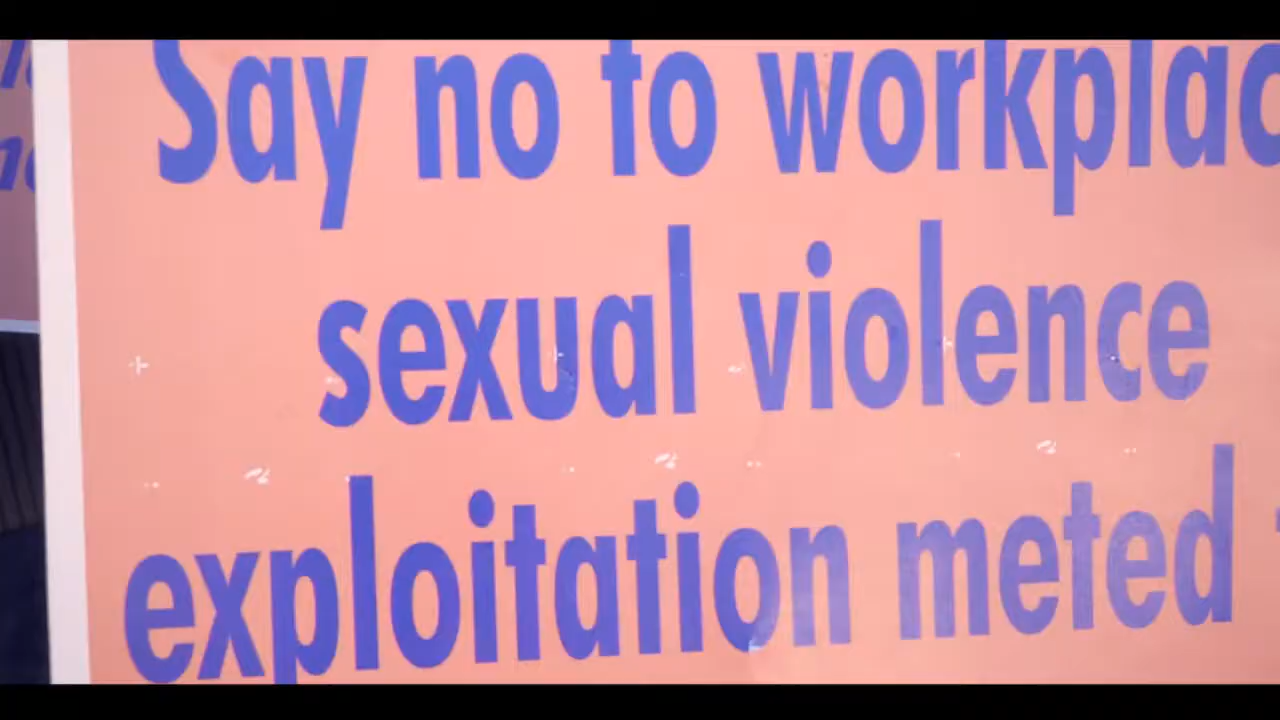 Say no to workplac
sexual violence
exploitation meted